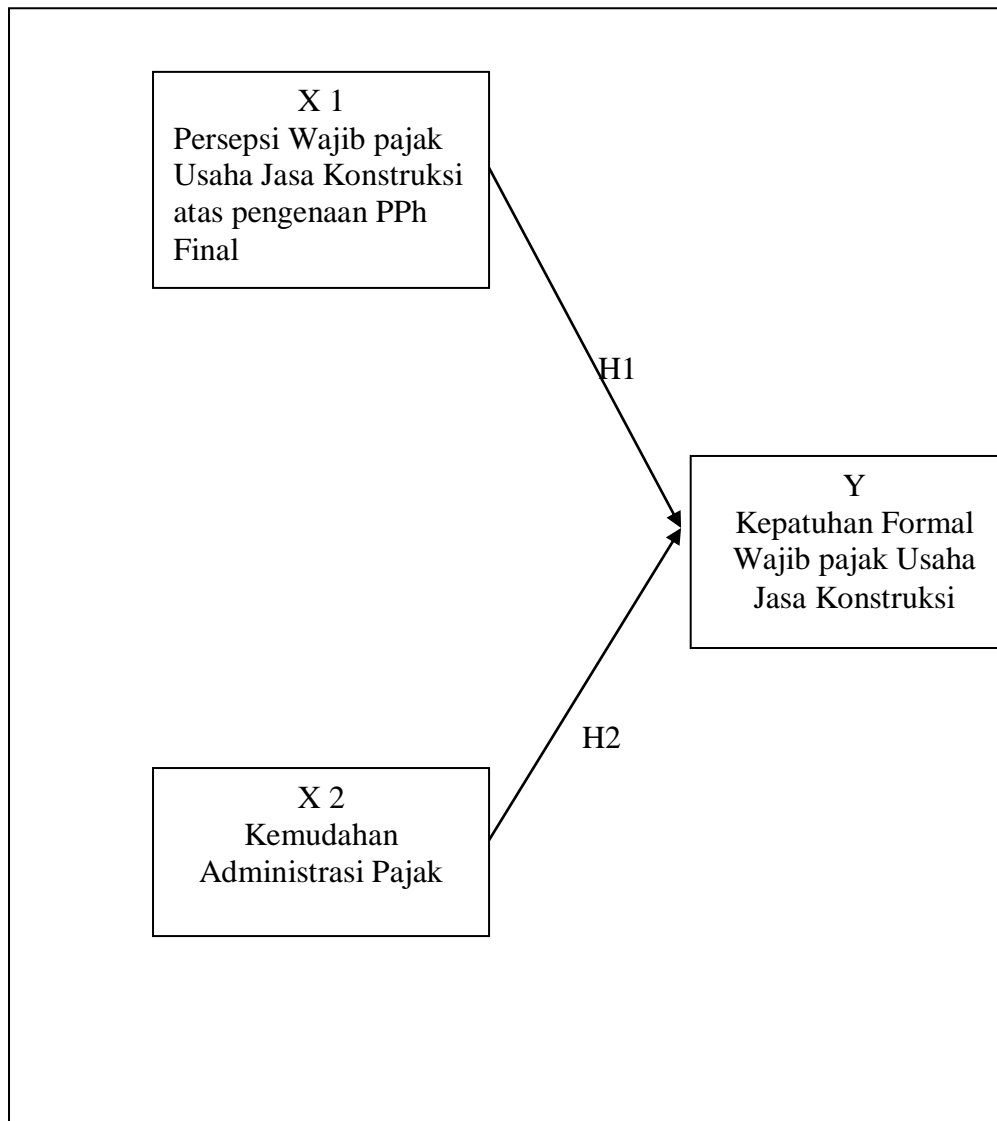 X 1
Persepsi Wajib pajak
Usaha Jasa Konstruksi
atas pengenaan PPh
Final
H1
Y
Kepatuhan Formal
Wajib pajak Usaha
Jasa Konstruksi
H2
X 2
Kemudahan
Administrasi Pajak